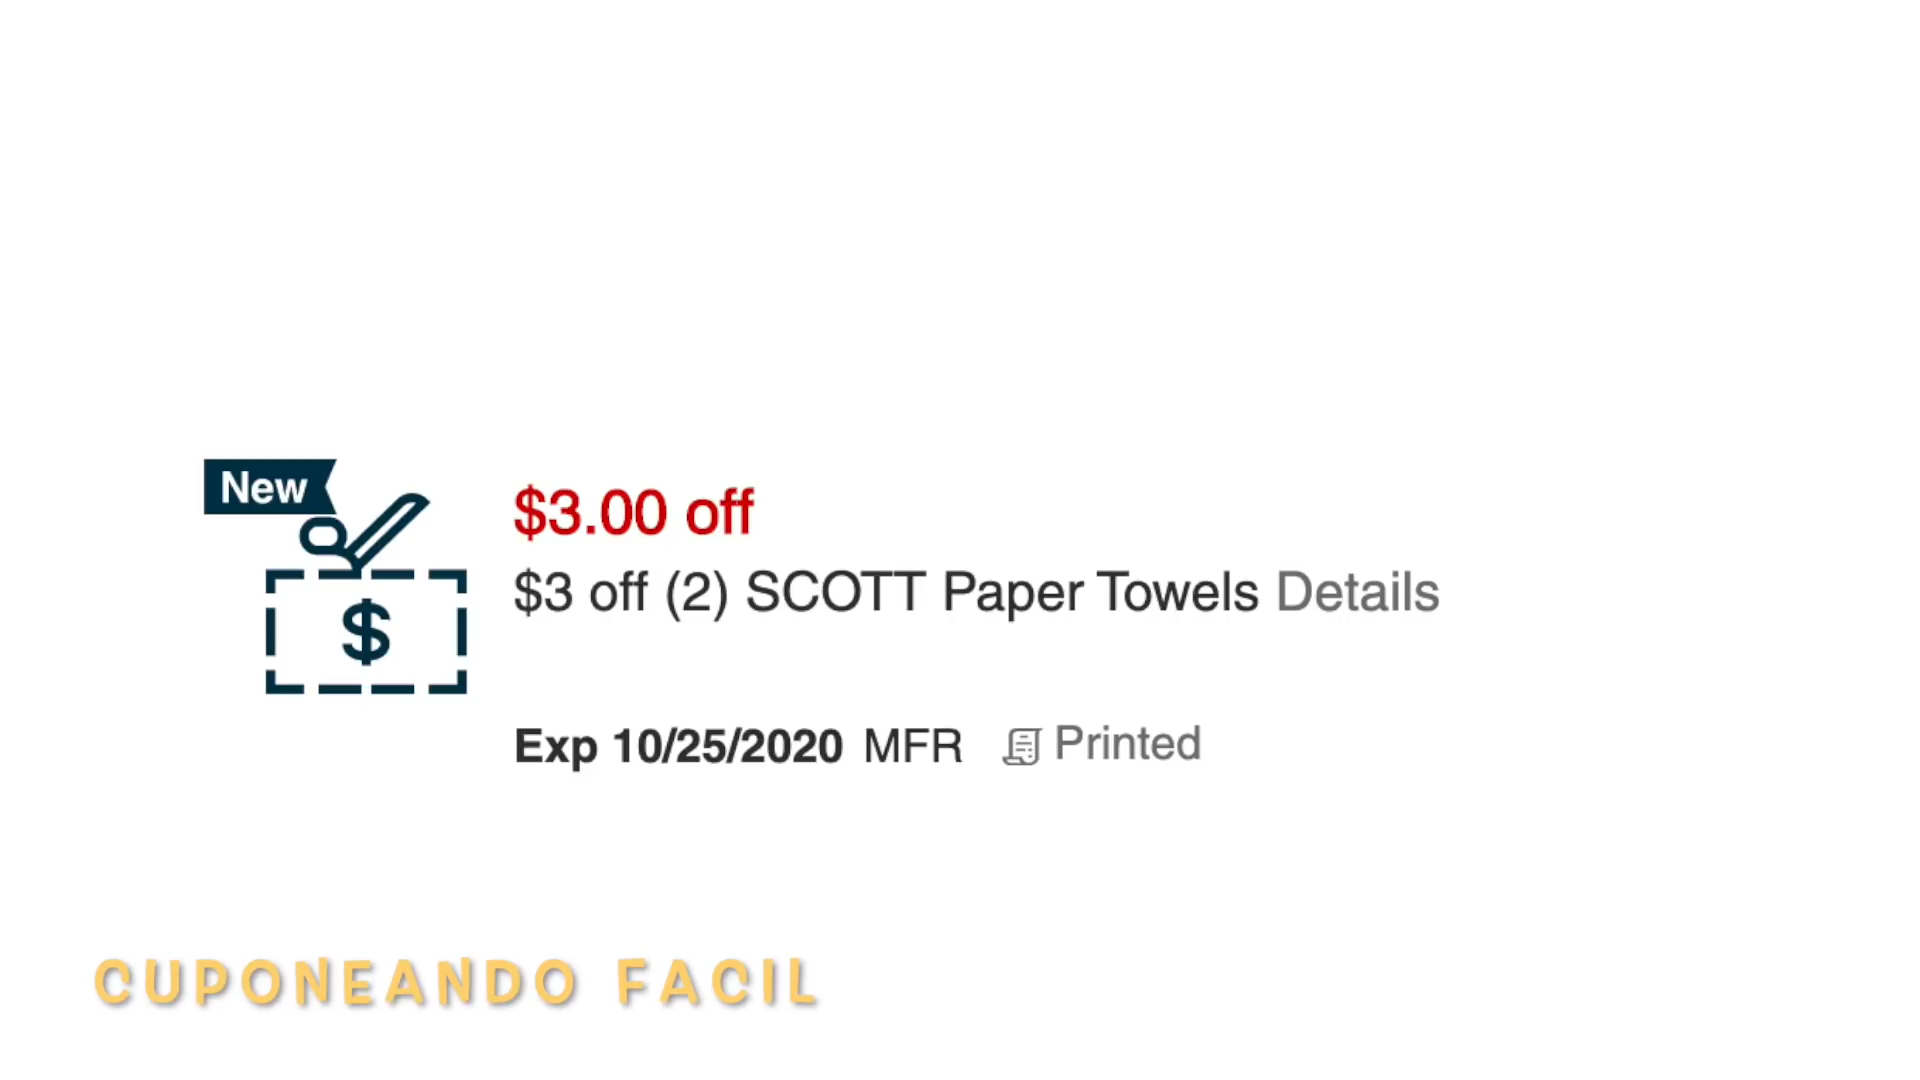 New
$3.00 off
$3 off (2) SCOTT Paper Towels Details
$
Exp 10/25/2020 MFR Printed
CUPONEANDO FACIL